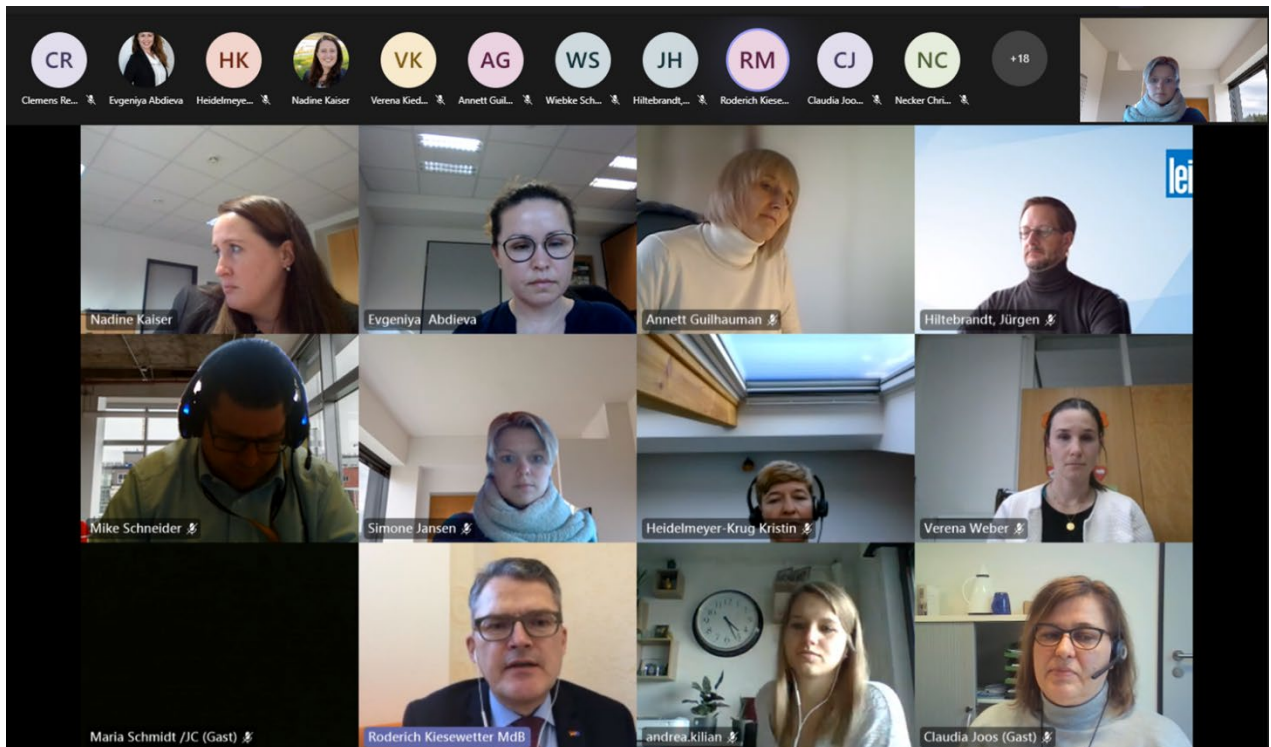 CR
HK
VK
AG
WS
JH
RM
CJ
NC
+18
Clemens Re...
Evgeniya Abdieva
Heidelmeye...
Nadine Kaiser
Verena Kied...
Annett Guil...
Wiebke Sch...
Hiltebrandt,...
Roderich Kiese...
Claudia Joo...
Necker Chri...
lei
Nadine Kaiser
Evgeniya Abdieva
Annett Guilhauman
Hiltebrandt, Jürgen
Mike Schneider
Simone Jansen
Heidelmeyer-Krug Kristin
Verena Weber
Maria Schmidt /JC (Gast)
Roderich Kiesewetter MdB
andrea.kilian
Claudia Joos (Gast)